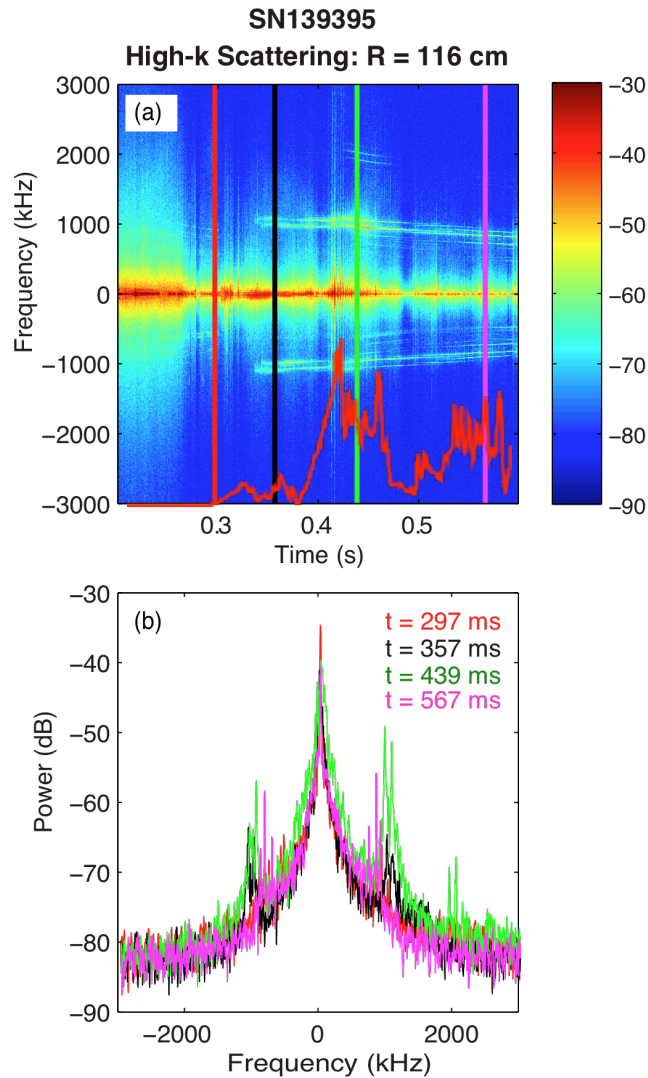 SN139395
High-k Scattering: R = 116 cm
(a)
Frequency (kHz)
3000
2000
1000
0
−1000
−2000
−3000
0.3
0.4
0.5
Time (s)
−30
−40
−50
−60
−70
−80
−90
(b)
t = 297 ms
t = 357 ms
t = 439 ms
t = 567 ms
Power (dB)
−30
−40
−50
−60
−70
−80
−90
−2000
0
2000
Frequency (kHz)